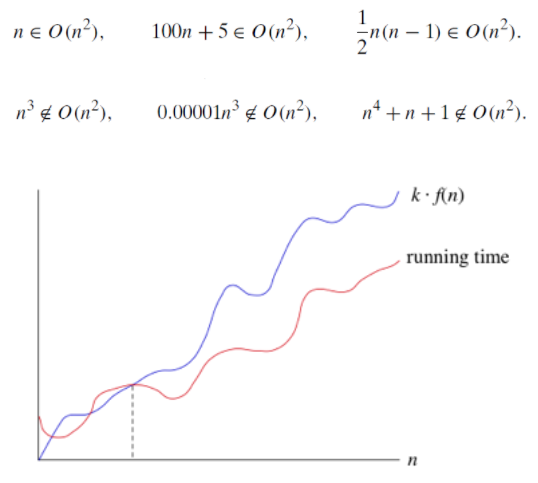 n ∈ O(n²), 100n + 5 ∈ O(n²), ½n(n − 1) ∈ O(n²).
n³ ∉ O(n²), 0.00001n³ ∉ O(n²), n⁴ + n + 1 ∉ O(n²).
k · f(n)
running time
n